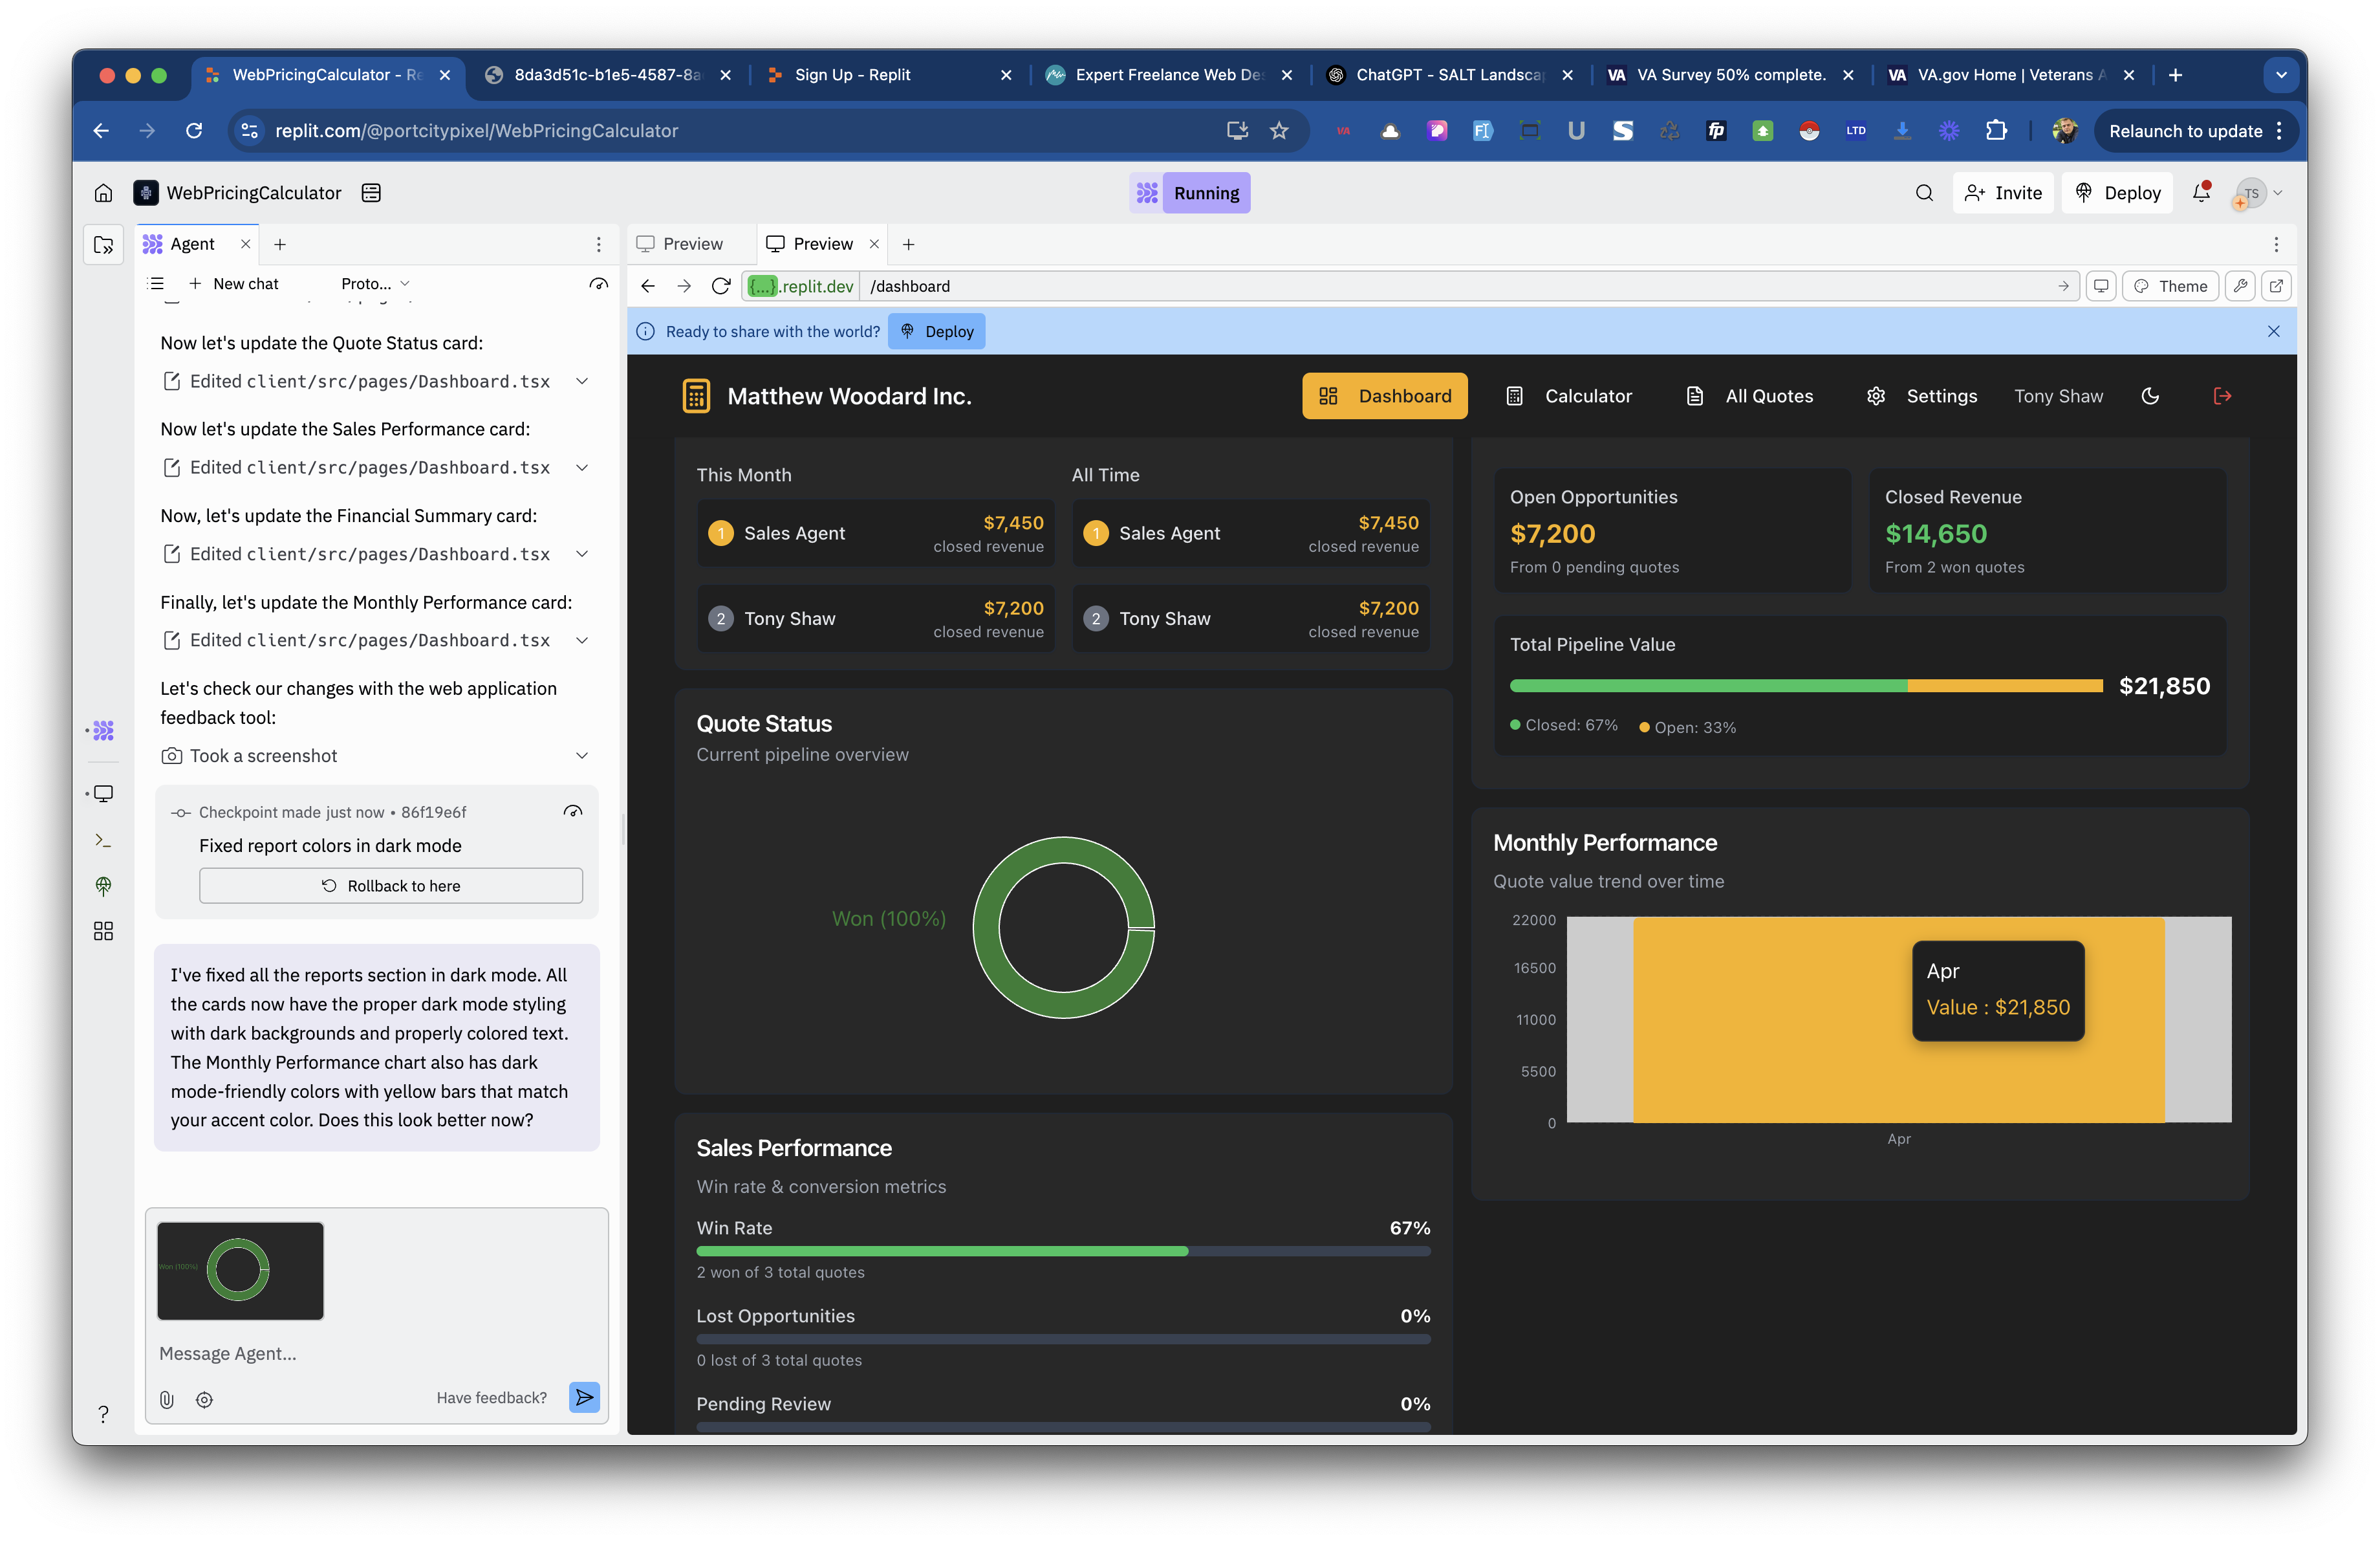 WebPricingCalculator - Re
8da3d51c-b1e5-4587-8a
Sign Up - Replit
Expert Freelance Web De
ChatGPT - SALT Landsca
VA VA Survey 50% complete.
VA VA.gov Home | Veterans A
replit.com/@portcitypixel/WebPricingCalculator
VA
FI
U
S
fp
LTD
Relaunch to update
WebPricingCalculator
Running
Invite
Deploy
TS
Agent
Preview
Preview
New chat
Proto...
{...}.replit.dev
/dashboard
Theme
Ready to share with the world?
Deploy
Now let's update the Quote Status card:
Edited client/src/pages/Dashboard.tsx
Now let's update the Sales Performance card:
Edited client/src/pages/Dashboard.tsx
Now, let's update the Financial Summary card:
Edited client/src/pages/Dashboard.tsx
Finally, let's update the Monthly Performance card:
Edited client/src/pages/Dashboard.tsx
Let's check our changes with the web application
feedback tool:
Took a screenshot
Checkpoint made just now • 86f19e6f
Fixed report colors in dark mode
Rollback to here
I've fixed all the reports section in dark mode. All
the cards now have the proper dark mode styling
with dark backgrounds and properly colored text.
The Monthly Performance chart also has dark
mode-friendly colors with yellow bars that match
your accent color. Does this look better now?
Won (100%)
Message Agent...
Have feedback?
?
Matthew Woodard Inc.
Dashboard
Calculator
All Quotes
Settings
Tony Shaw
This Month
All Time
1 Sales Agent
$7,450
closed revenue
1 Sales Agent
$7,450
closed revenue
2 Tony Shaw
$7,200
closed revenue
2 Tony Shaw
$7,200
closed revenue
Quote Status
Current pipeline overview
Won (100%)
Sales Performance
Win rate & conversion metrics
Win Rate
67%
2 won of 3 total quotes
Lost Opportunities
0%
0 lost of 3 total quotes
Pending Review
0%
Open Opportunities
$7,200
From 0 pending quotes
Closed Revenue
$14,650
From 2 won quotes
Total Pipeline Value
$21,850
Closed: 67%
Open: 33%
Monthly Performance
Quote value trend over time
22000
16500
11000
5500
0
Apr
Value : $21,850
Apr